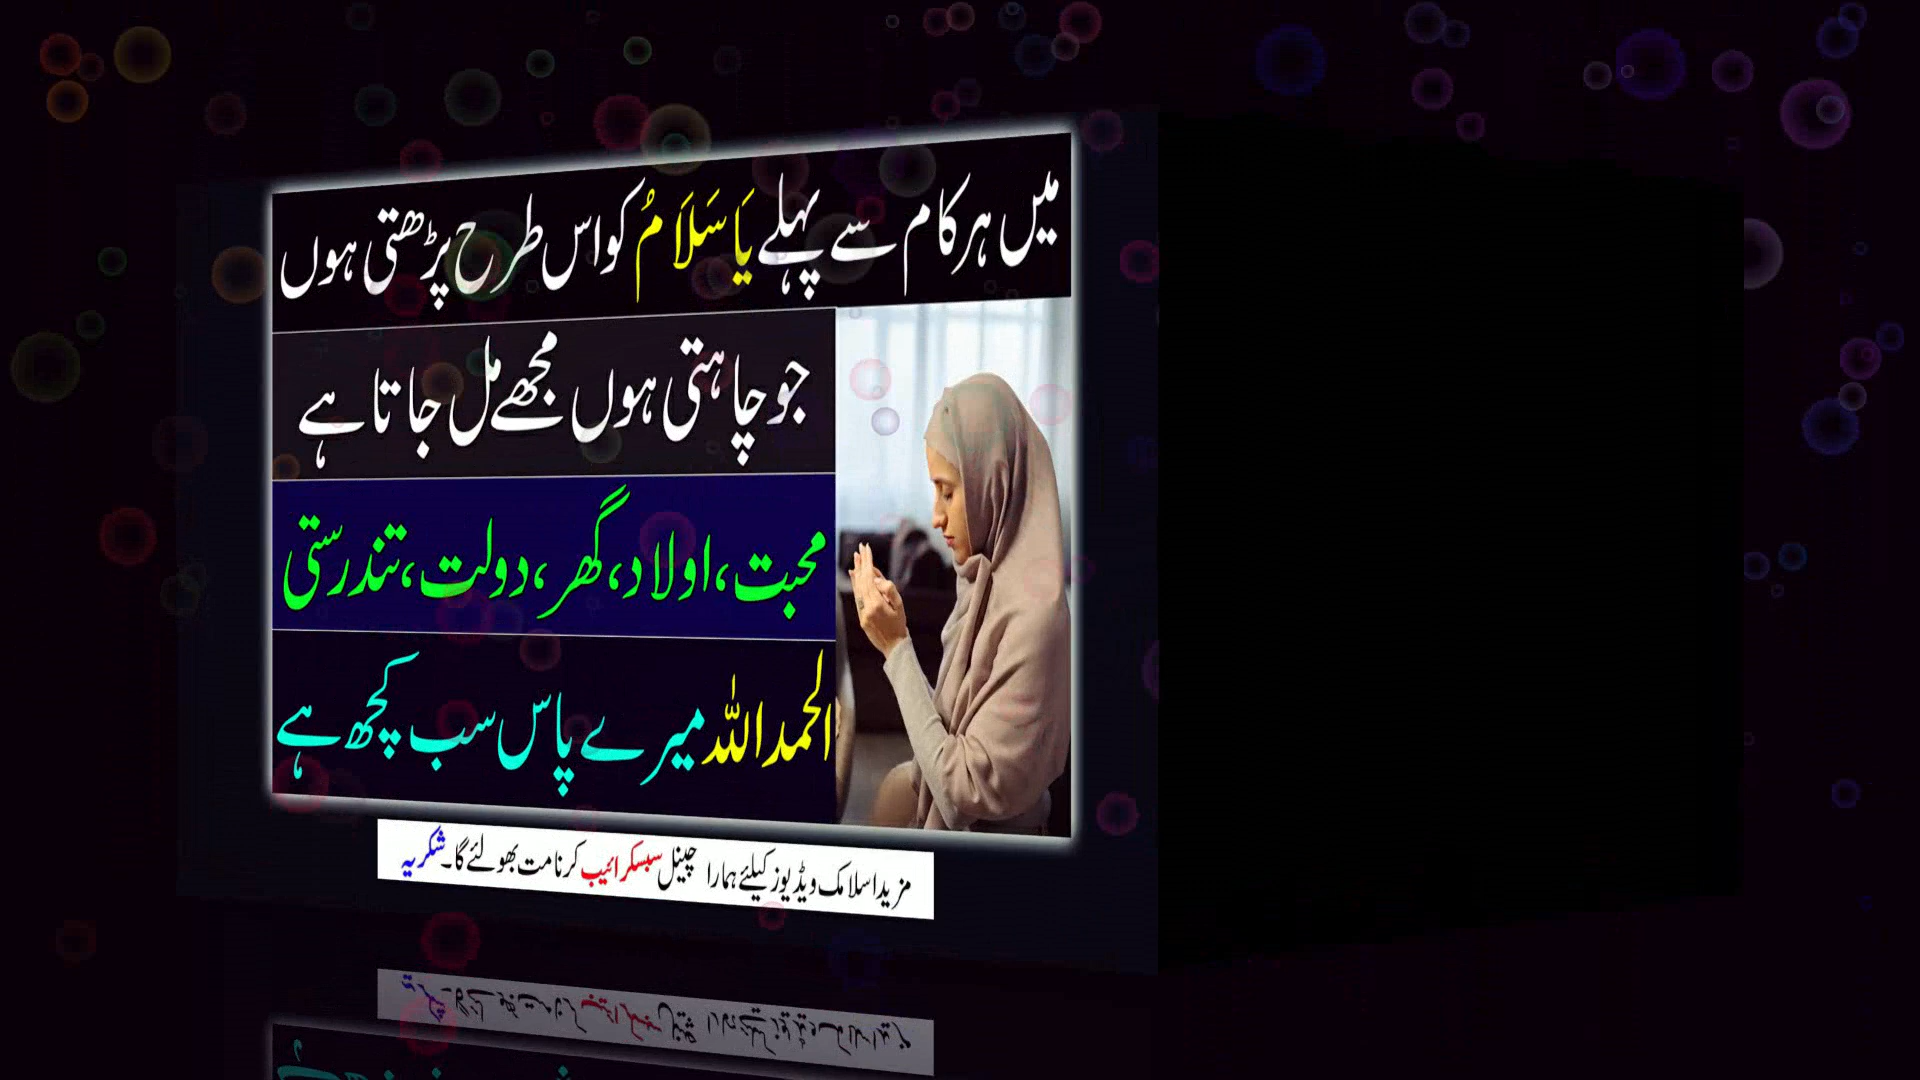 میں ہر کام سے پہلے یَا سَلَامُ کو اس طرح پڑھتی ہوں
جو چاہتی ہوں مجھے مل جاتا ہے
محبت، اولاد، گھر، دولت، تندرستی
الحمداللہ میرے پاس سب کچھ ہے
مزید اسلامک ویڈیوز کیلئے ہمارا چینل سبسکرائیب کرنا مت بھولئے گا۔ شکریہ